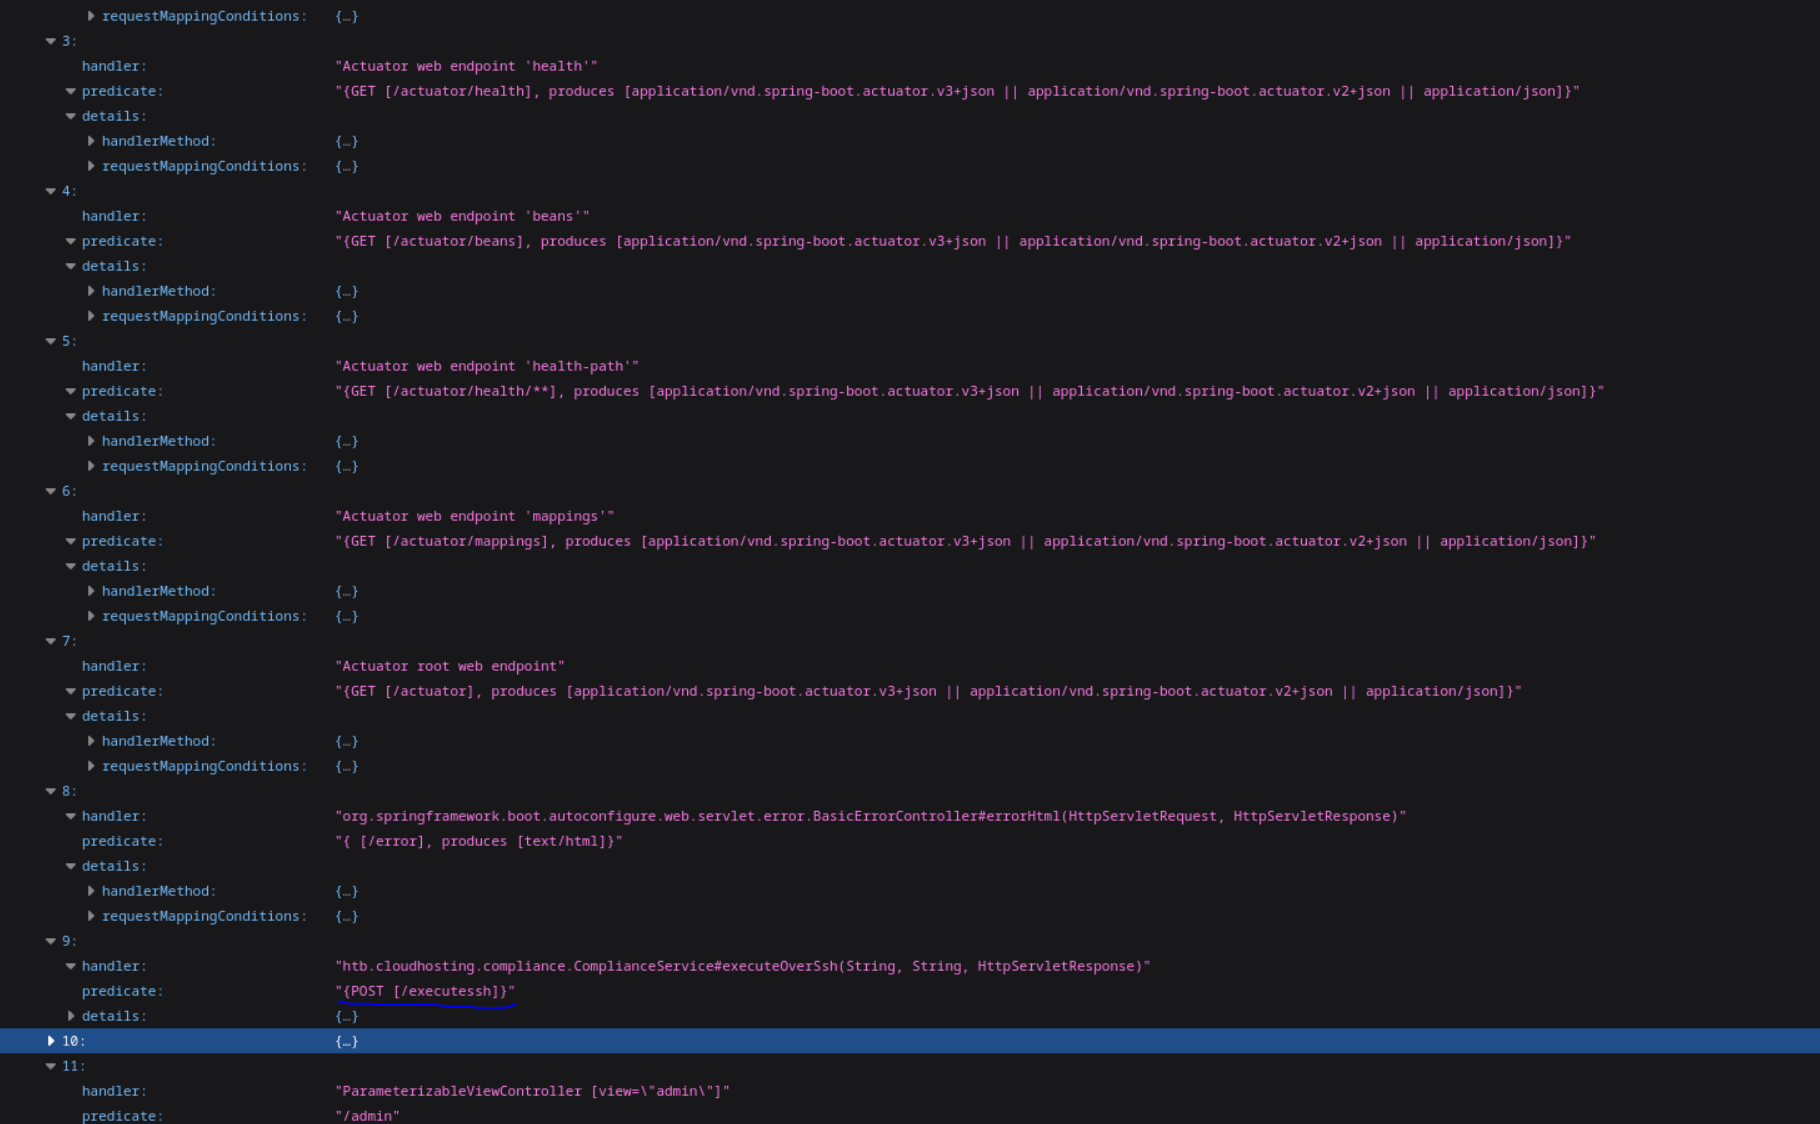 requestMappingConditions: {…}
3:
handler: "Actuator web endpoint 'health'"
predicate: "{GET [/actuator/health], produces [application/vnd.spring-boot.actuator.v3+json || application/vnd.spring-boot.actuator.v2+json || application/json]}"
details:
handlerMethod: {…}
requestMappingConditions: {…}
4:
handler: "Actuator web endpoint 'beans'"
predicate: "{GET [/actuator/beans], produces [application/vnd.spring-boot.actuator.v3+json || application/vnd.spring-boot.actuator.v2+json || application/json]}"
details:
handlerMethod: {…}
requestMappingConditions: {…}
5:
handler: "Actuator web endpoint 'health-path'"
predicate: "{GET [/actuator/health/**], produces [application/vnd.spring-boot.actuator.v3+json || application/vnd.spring-boot.actuator.v2+json || application/json]}"
details:
handlerMethod: {…}
requestMappingConditions: {…}
6:
handler: "Actuator web endpoint 'mappings'"
predicate: "{GET [/actuator/mappings], produces [application/vnd.spring-boot.actuator.v3+json || application/vnd.spring-boot.actuator.v2+json || application/json]}"
details:
handlerMethod: {…}
requestMappingConditions: {…}
7:
handler: "Actuator root web endpoint"
predicate: "{GET [/actuator], produces [application/vnd.spring-boot.actuator.v3+json || application/vnd.spring-boot.actuator.v2+json || application/json]}"
details:
handlerMethod: {…}
requestMappingConditions: {…}
8:
handler: "org.springframework.boot.autoconfigure.web.servlet.error.BasicErrorController#errorHtml(HttpServletRequest, HttpServletResponse)"
predicate: "{ [/error], produces [text/html]}"
details:
handlerMethod: {…}
requestMappingConditions: {…}
9:
handler: "htb.cloudhosting.compliance.ComplianceService#executeOverSsh(String, String, HttpServletResponse)"
predicate: "{POST [/executessh]}"
details: {…}
10: {…}
11:
handler: "ParameterizableViewController [view=\"admin\"]"
predicate: "/admin"